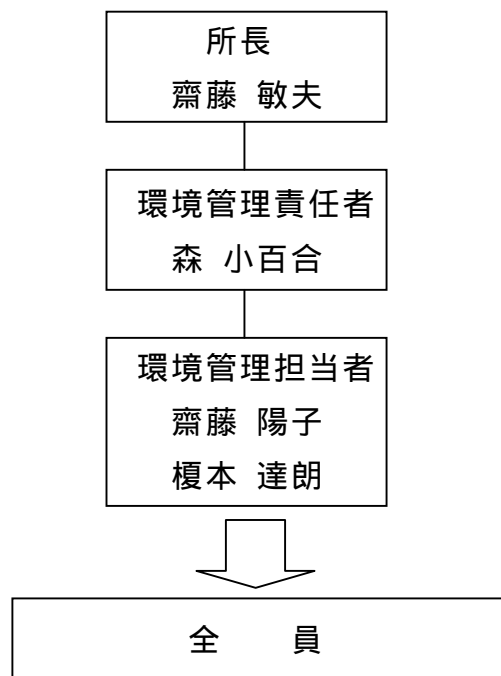 所長
齋藤 敏夫
環境管理責任者
森 小百合
環境管理担当者
齋藤 陽子
榎本 達朗
全 員